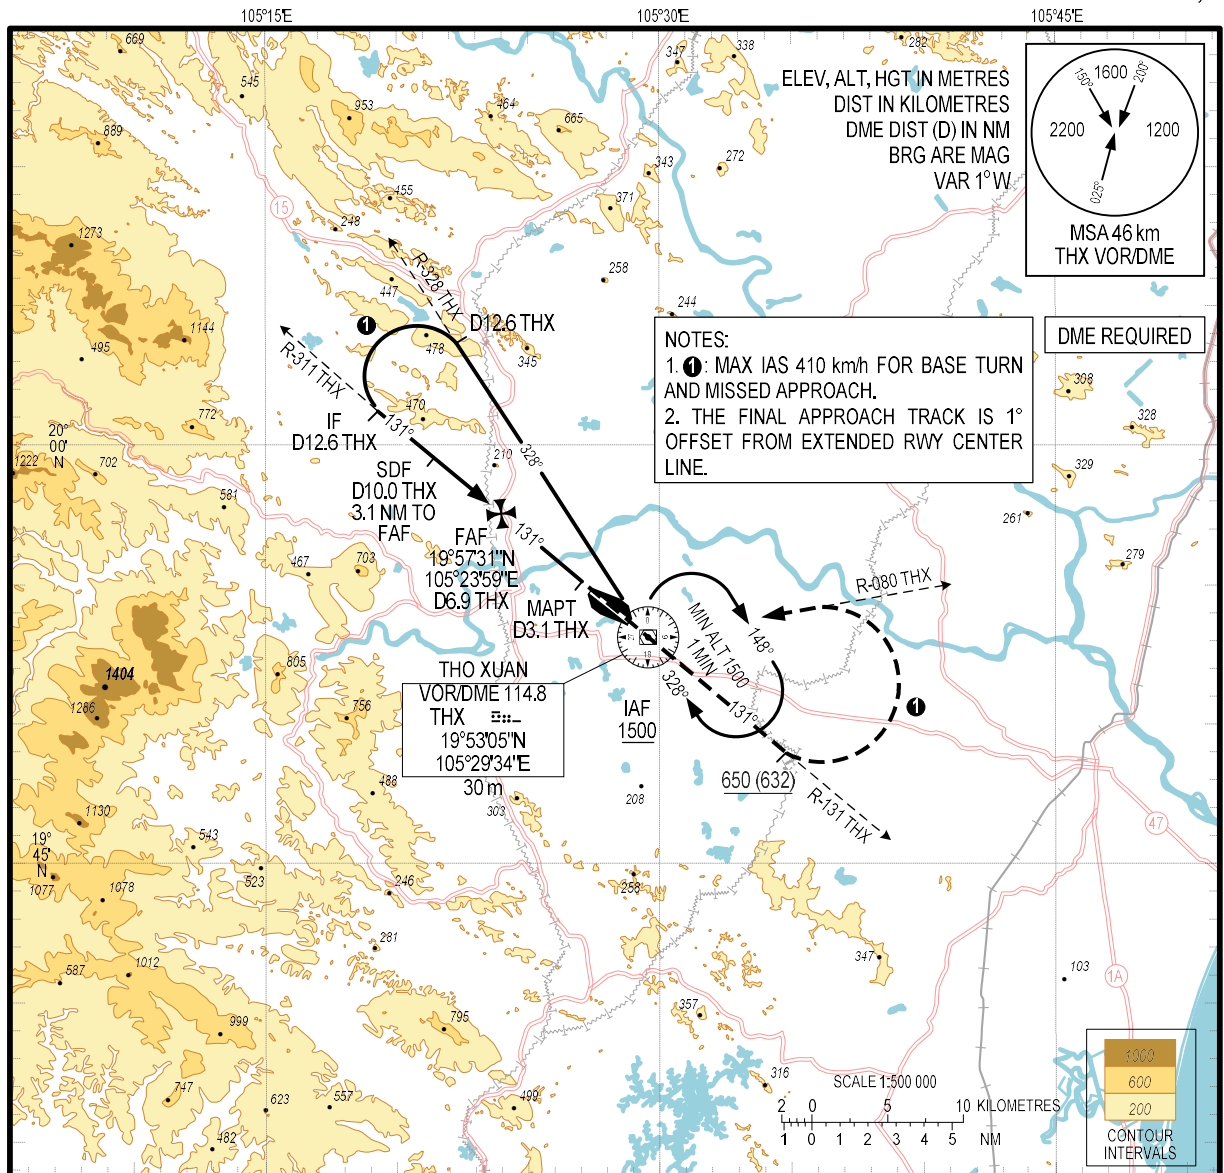 105°15'E
105°30'E
105°45'E
ELEV, ALT, HGT IN METRES
DIST IN KILOMETRES
DME DIST (D) IN NM
BRG ARE MAG
VAR 1°W
150°
1600
200°
2200
1200
025°
MSA 46 km
THX VOR/DME
DME REQUIRED
NOTES:
1. 1: MAX IAS 410 km/h FOR BASE TURN
AND MISSED APPROACH.
2. THE FINAL APPROACH TRACK IS 1°
OFFSET FROM EXTENDED RWY CENTER
LINE.
669
545
889
953
464
665
347
338
282
343
272
371
455
15
248
1273
R-328 THX
447
258
244
1
D12.6 THX
478
345
1144
495
R-311 THX
308
328
470
131°
IF
D12.6 THX
772
20°
00'
N
328°
210
1222
702
SDF
D10.0 THX
3.1 NM TO
FAF
329
581
261
131°
FAF
19°57'31"N
105°23'59"E
D6.9 THX
279
467
703
R-080 THX
MAPT
D3.1 THX
MIN ALT 1500
1 MIN
148°
THO XUAN
VOR/DME 114.8
THX
19°53'05"N
105°29'34"E
30 m
805
1404
1286
756
328°
131°
IAF
1500
1
650 (632)
R-131 THX
488
208
303
1130
543
523
19°
45'
N
47
1077
1078
246
258
281
347
103
587
1012
1A
999
795
357
747
623
557
499
316
482
SCALE 1:500 000
2 0 5 10 KILOMETRES
1 0 1 2 3 4 5 NM
1000
600
200
CONTOUR
INTERVALS